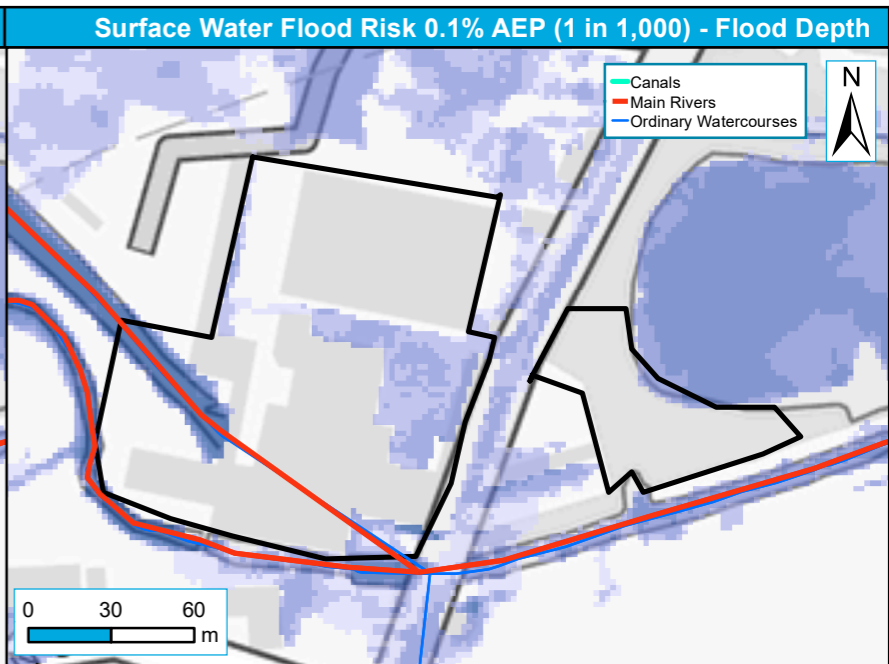 Surface Water Flood Risk 0.1% AEP (1 in 1,000) - Flood Depth
Canals
Main Rivers
Ordinary Watercourses
N
0 30 60
m